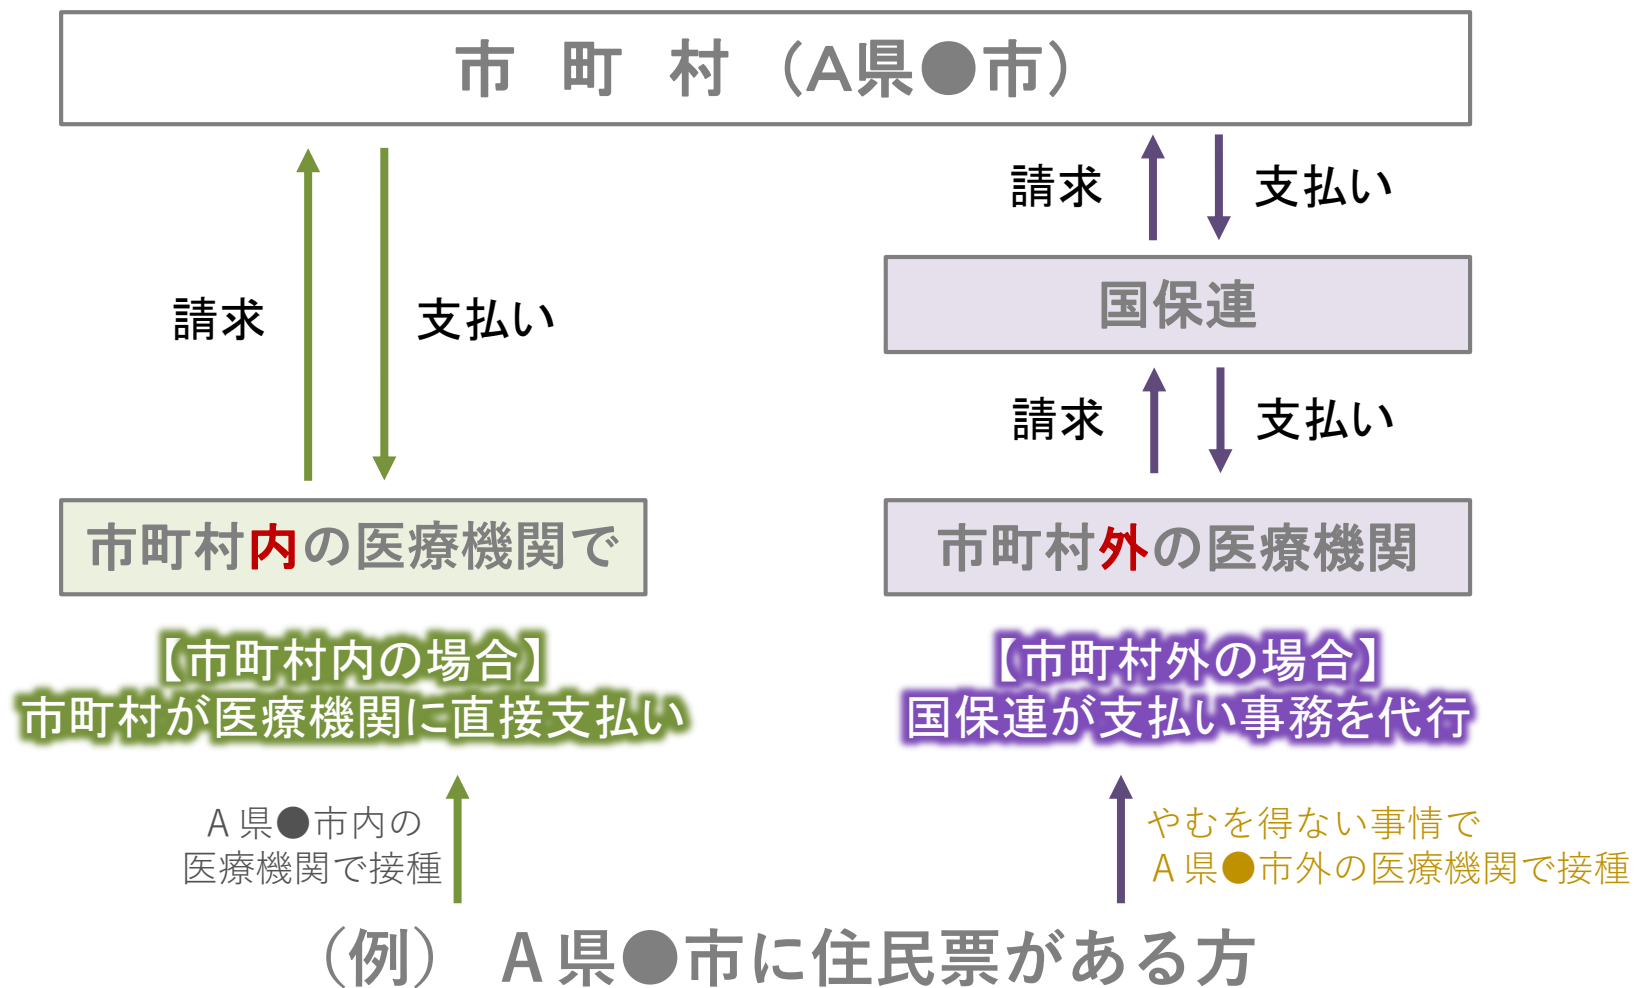 市　町　村　（A県●市）
請求
支払い
国保連
請求
支払い
請求
支払い
市町村内の医療機関で
市町村外の医療機関
【市町村内の場合】
市町村が医療機関に直接支払い
【市町村外の場合】
国保連が支払い事務を代行
A県●市内の
医療機関で接種
やむを得ない事情で
A県●市外の医療機関で接種
（例）　A県●市に住民票がある方